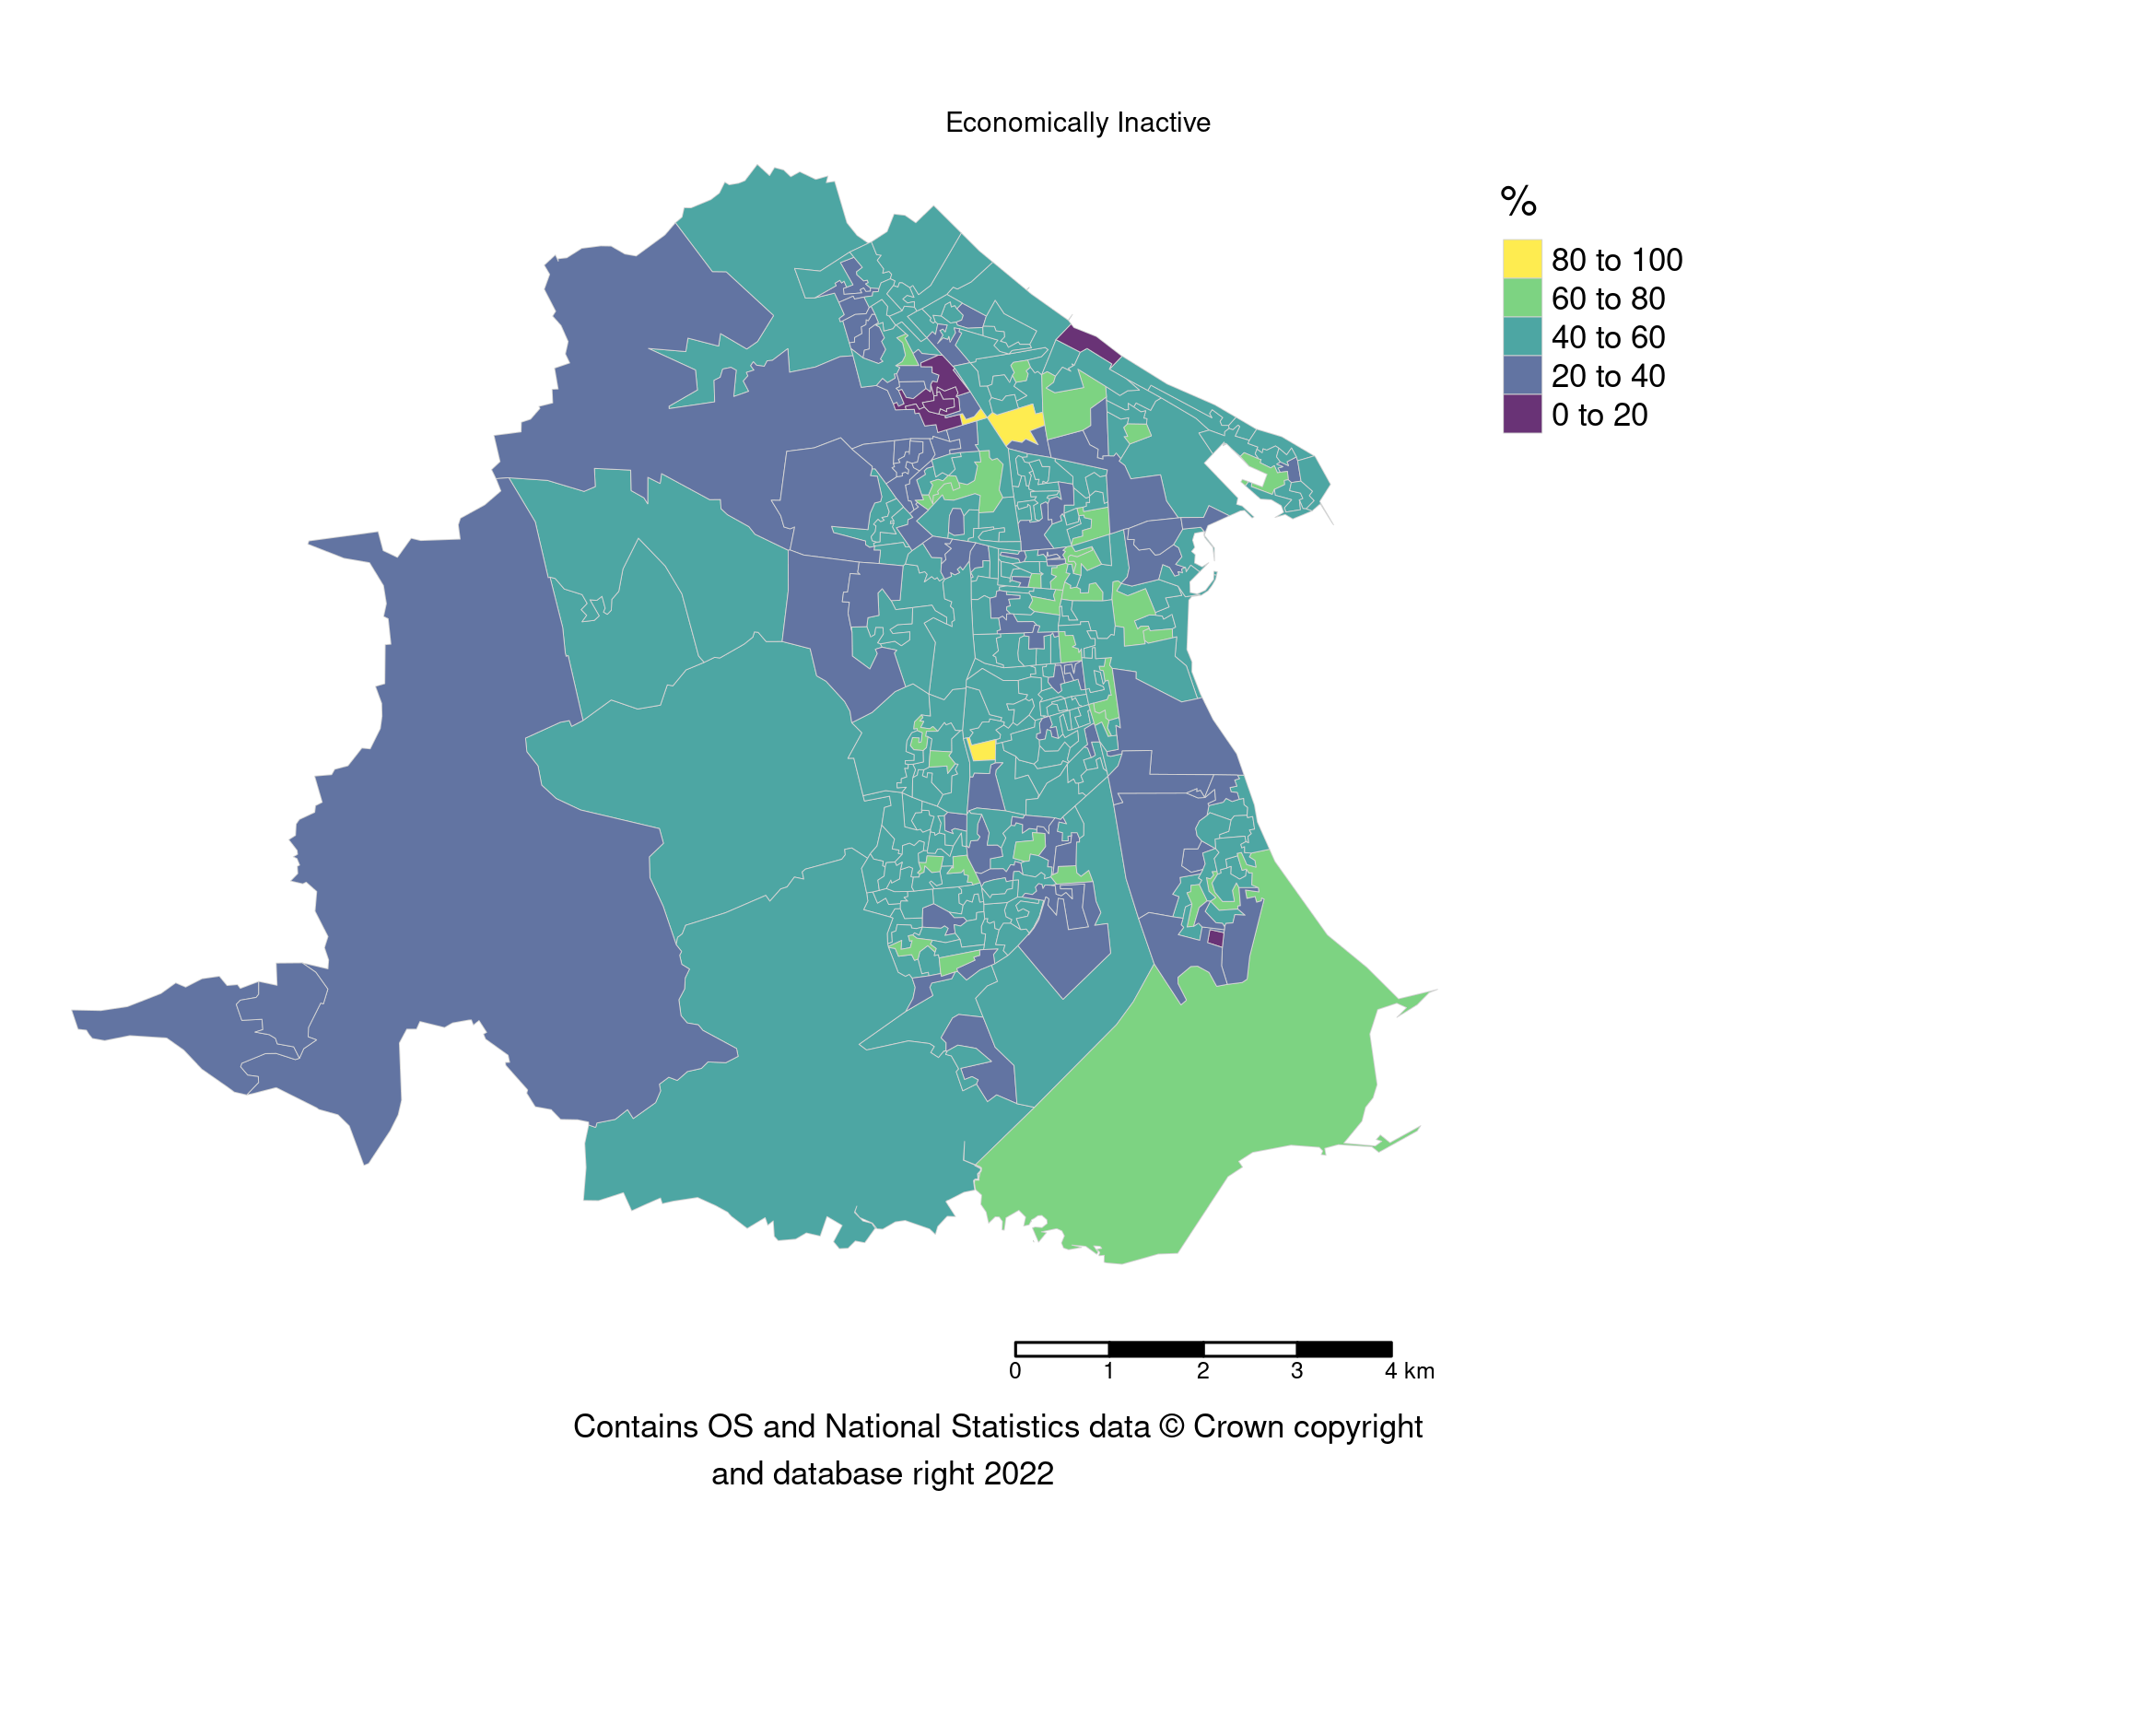 Economically Inactive
%
80 to 100
60 to 80
40 to 60
20 to 40
0 to 20
0 1 2 3 4 km
Contains OS and National Statistics data © Crown copyright
and database right 2022